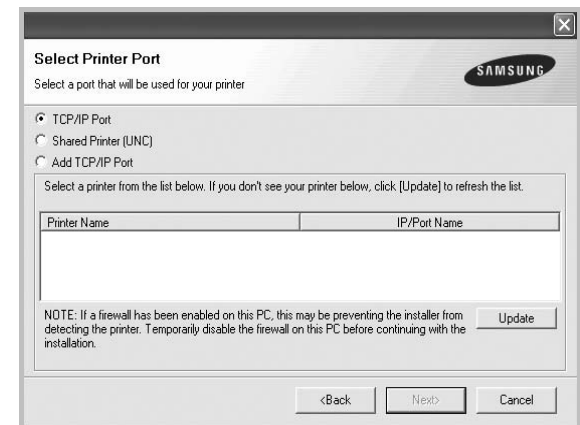 Select Printer Port
Select a port that will be used for your printer
SAMSUNG
TCP/IP Port
Shared Printer (UNC)
Add TCP/IP Port
Select a printer from the list below. If you don't see your printer below, click [Update] to refresh the list.
Printer Name IP/Port Name
NOTE: If a firewall has been enabled on this PC, this may be preventing the installer from
detecting the printer. Temporarily disable the firewall on this PC before continuing with the
installation.
Update
<Back Next> Cancel